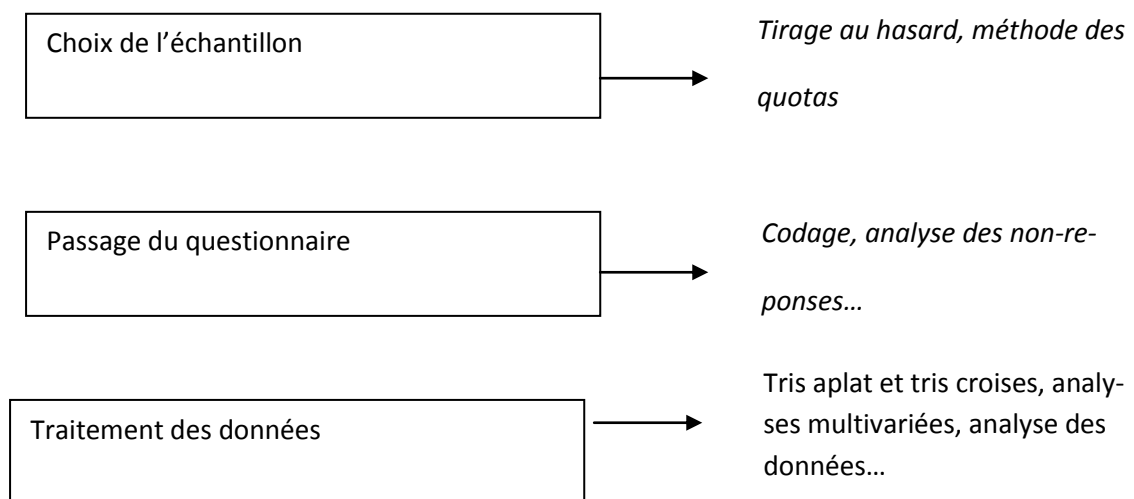 Choix de l’échantillon
Tirage au hasard, méthode des
quotas
Passage du questionnaire
Codage, analyse des non-re-
ponses…
Traitement des données
Tris aplat et tris croises, analy-
ses multivariées, analyse des
données…